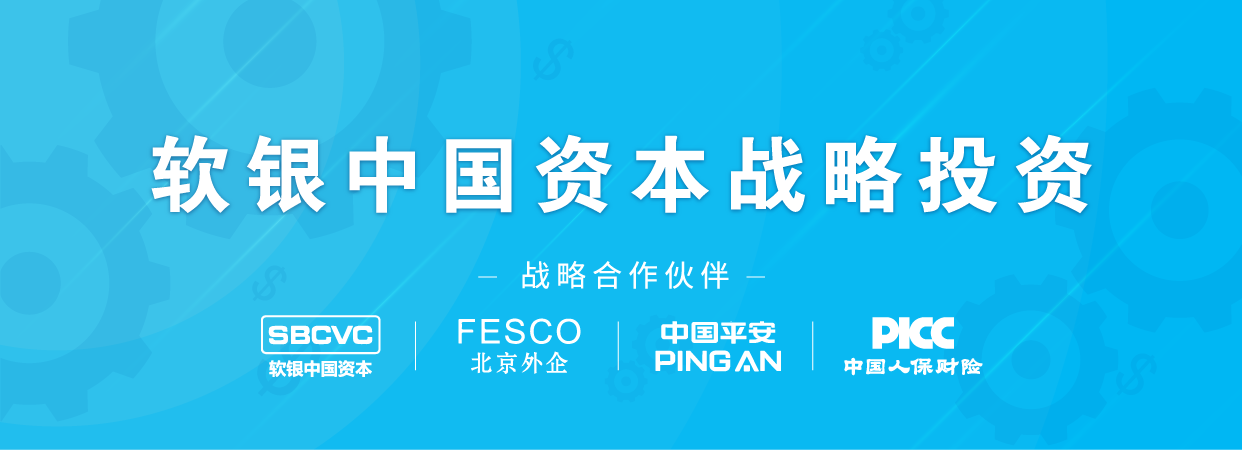 软银中国资本战略投资
— 战略合作伙伴 —
SBCVC
软银中国资本
FESCO
北京外企
中国平安
PING AN
PICC
中国人保财险